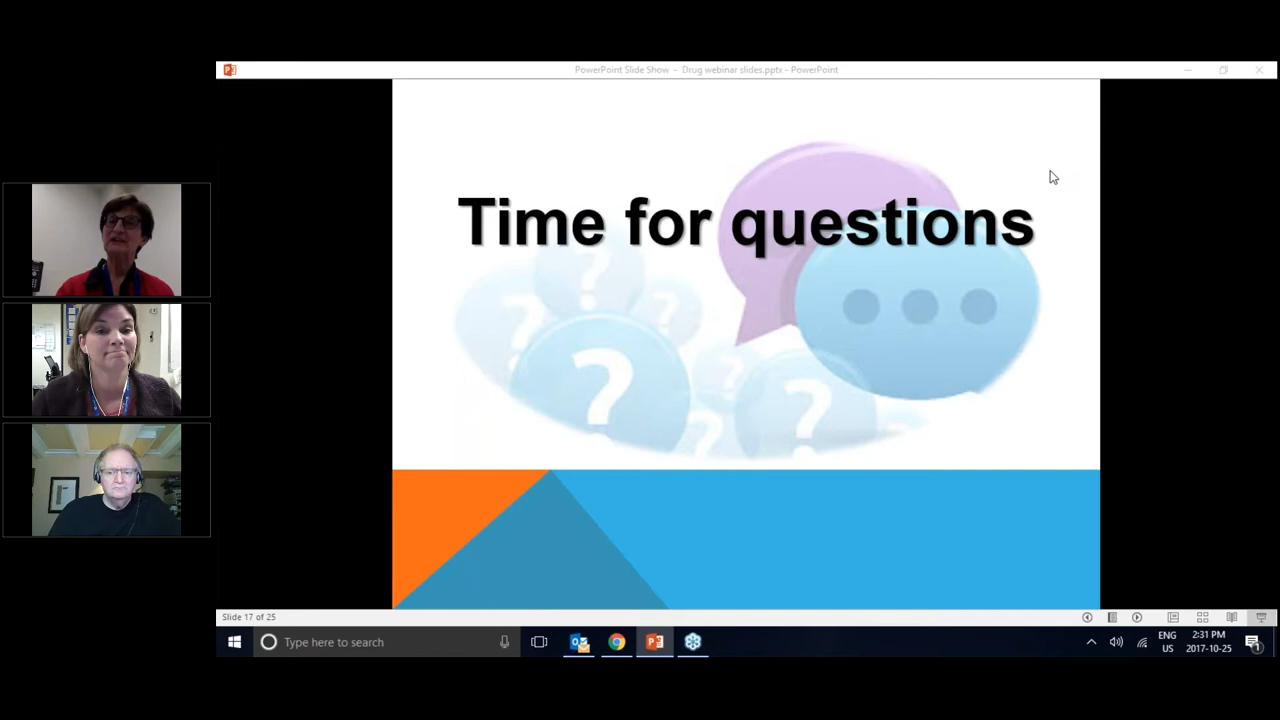 PowerPoint Slide Show - Drug webinar slides.pptx - PowerPoint
Time for questions
? ? ? ? ? ? ?
Slide 17 of 25
Type here to search
ENG
US
2:31 PM
2017-10-25
1